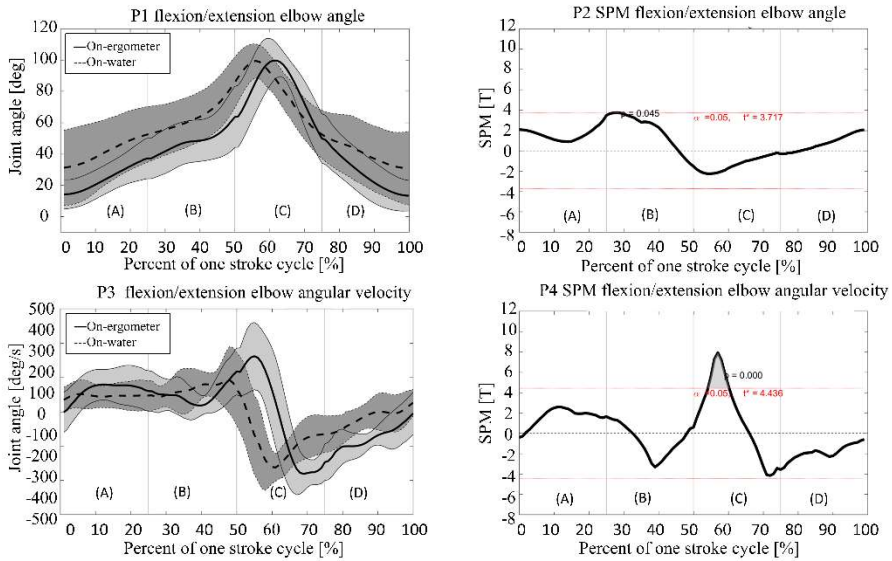 P1 flexion/extension elbow angle
Joint angle [deg]
120
100
80
60
40
20
0
On-ergometer
On-water
(A)
(B)
(C)
(D)
0 10 20 30 40 50 60 70 80 90 100
Percent of one stroke cycle [%]
P2 SPM flexion/extension elbow angle
SPM [T]
12
10
8
6
4
2
0
-2
-4
-6
-8
= 0.045
α =0.05, t* = 3.717
(A)
(B)
(C)
(D)
0 10 20 30 40 50 60 70 80 90 100
Percent of one stroke cycle [%]
P3 flexion/extension elbow angular velocity
Joint angle [deg/s]
500
400
300
200
100
0
-100
-200
-300
-400
-500
On-ergometer
On-water
(A)
(B)
(C)
(D)
0 10 20 30 40 50 60 70 80 90 100
Percent of one stroke cycle [%]
P4 SPM flexion/extension elbow angular velocity
SPM [T]
12
10
8
6
4
2
0
-2
-4
-6
-8
= 0.000
t* = 4.436
(A)
(B)
(C)
(D)
0 10 20 30 40 50 60 70 80 90 100
Percent of one stroke cycle [%]